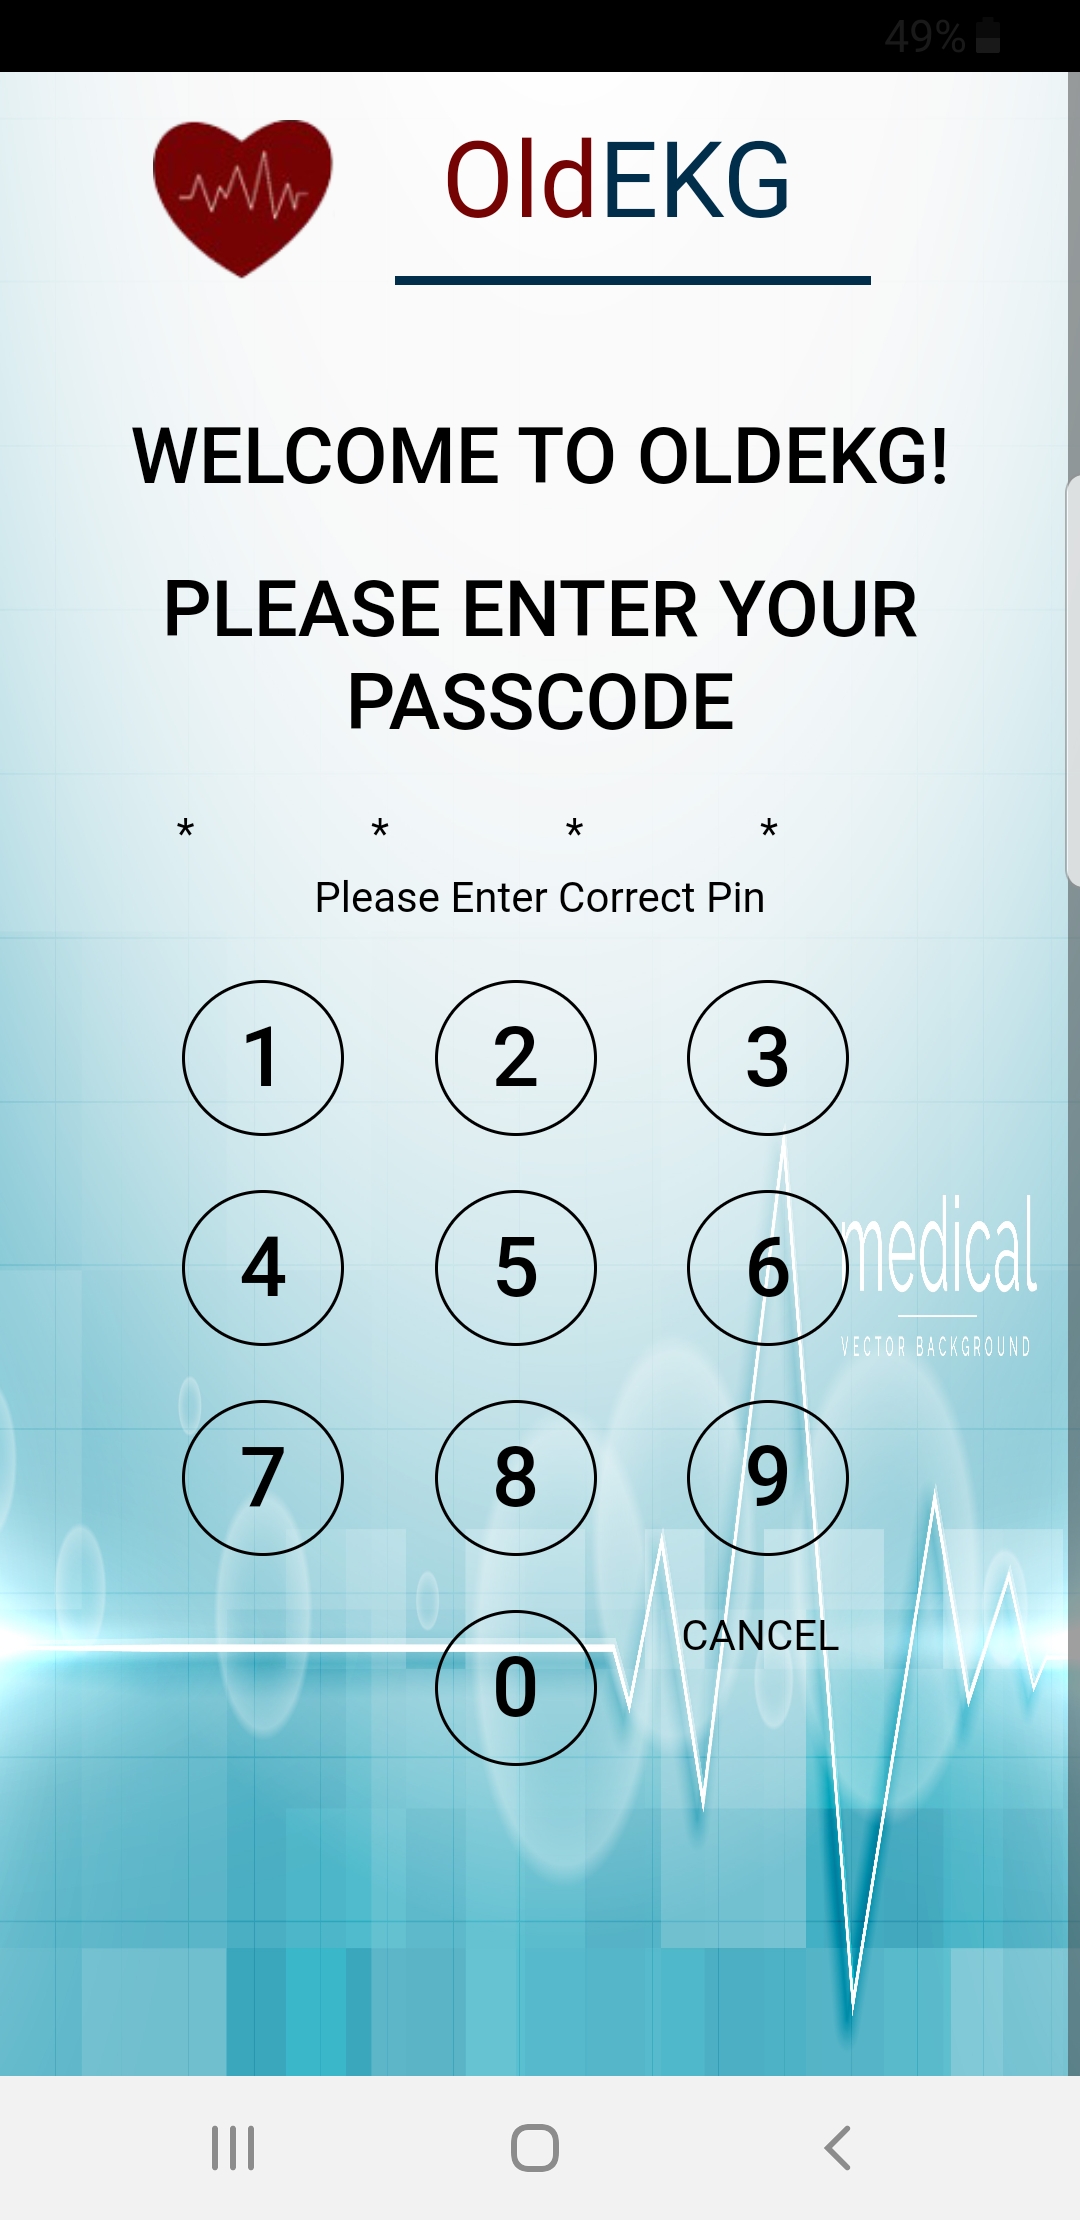 49%
OldEKG
WELCOME TO OLDEKG!
PLEASE ENTER YOUR
PASSCODE
* * * *
Please Enter Correct Pin
1 2 3
4 5 6
medical
VECTOR BACKGROUND
7 8 9
CANCEL
0